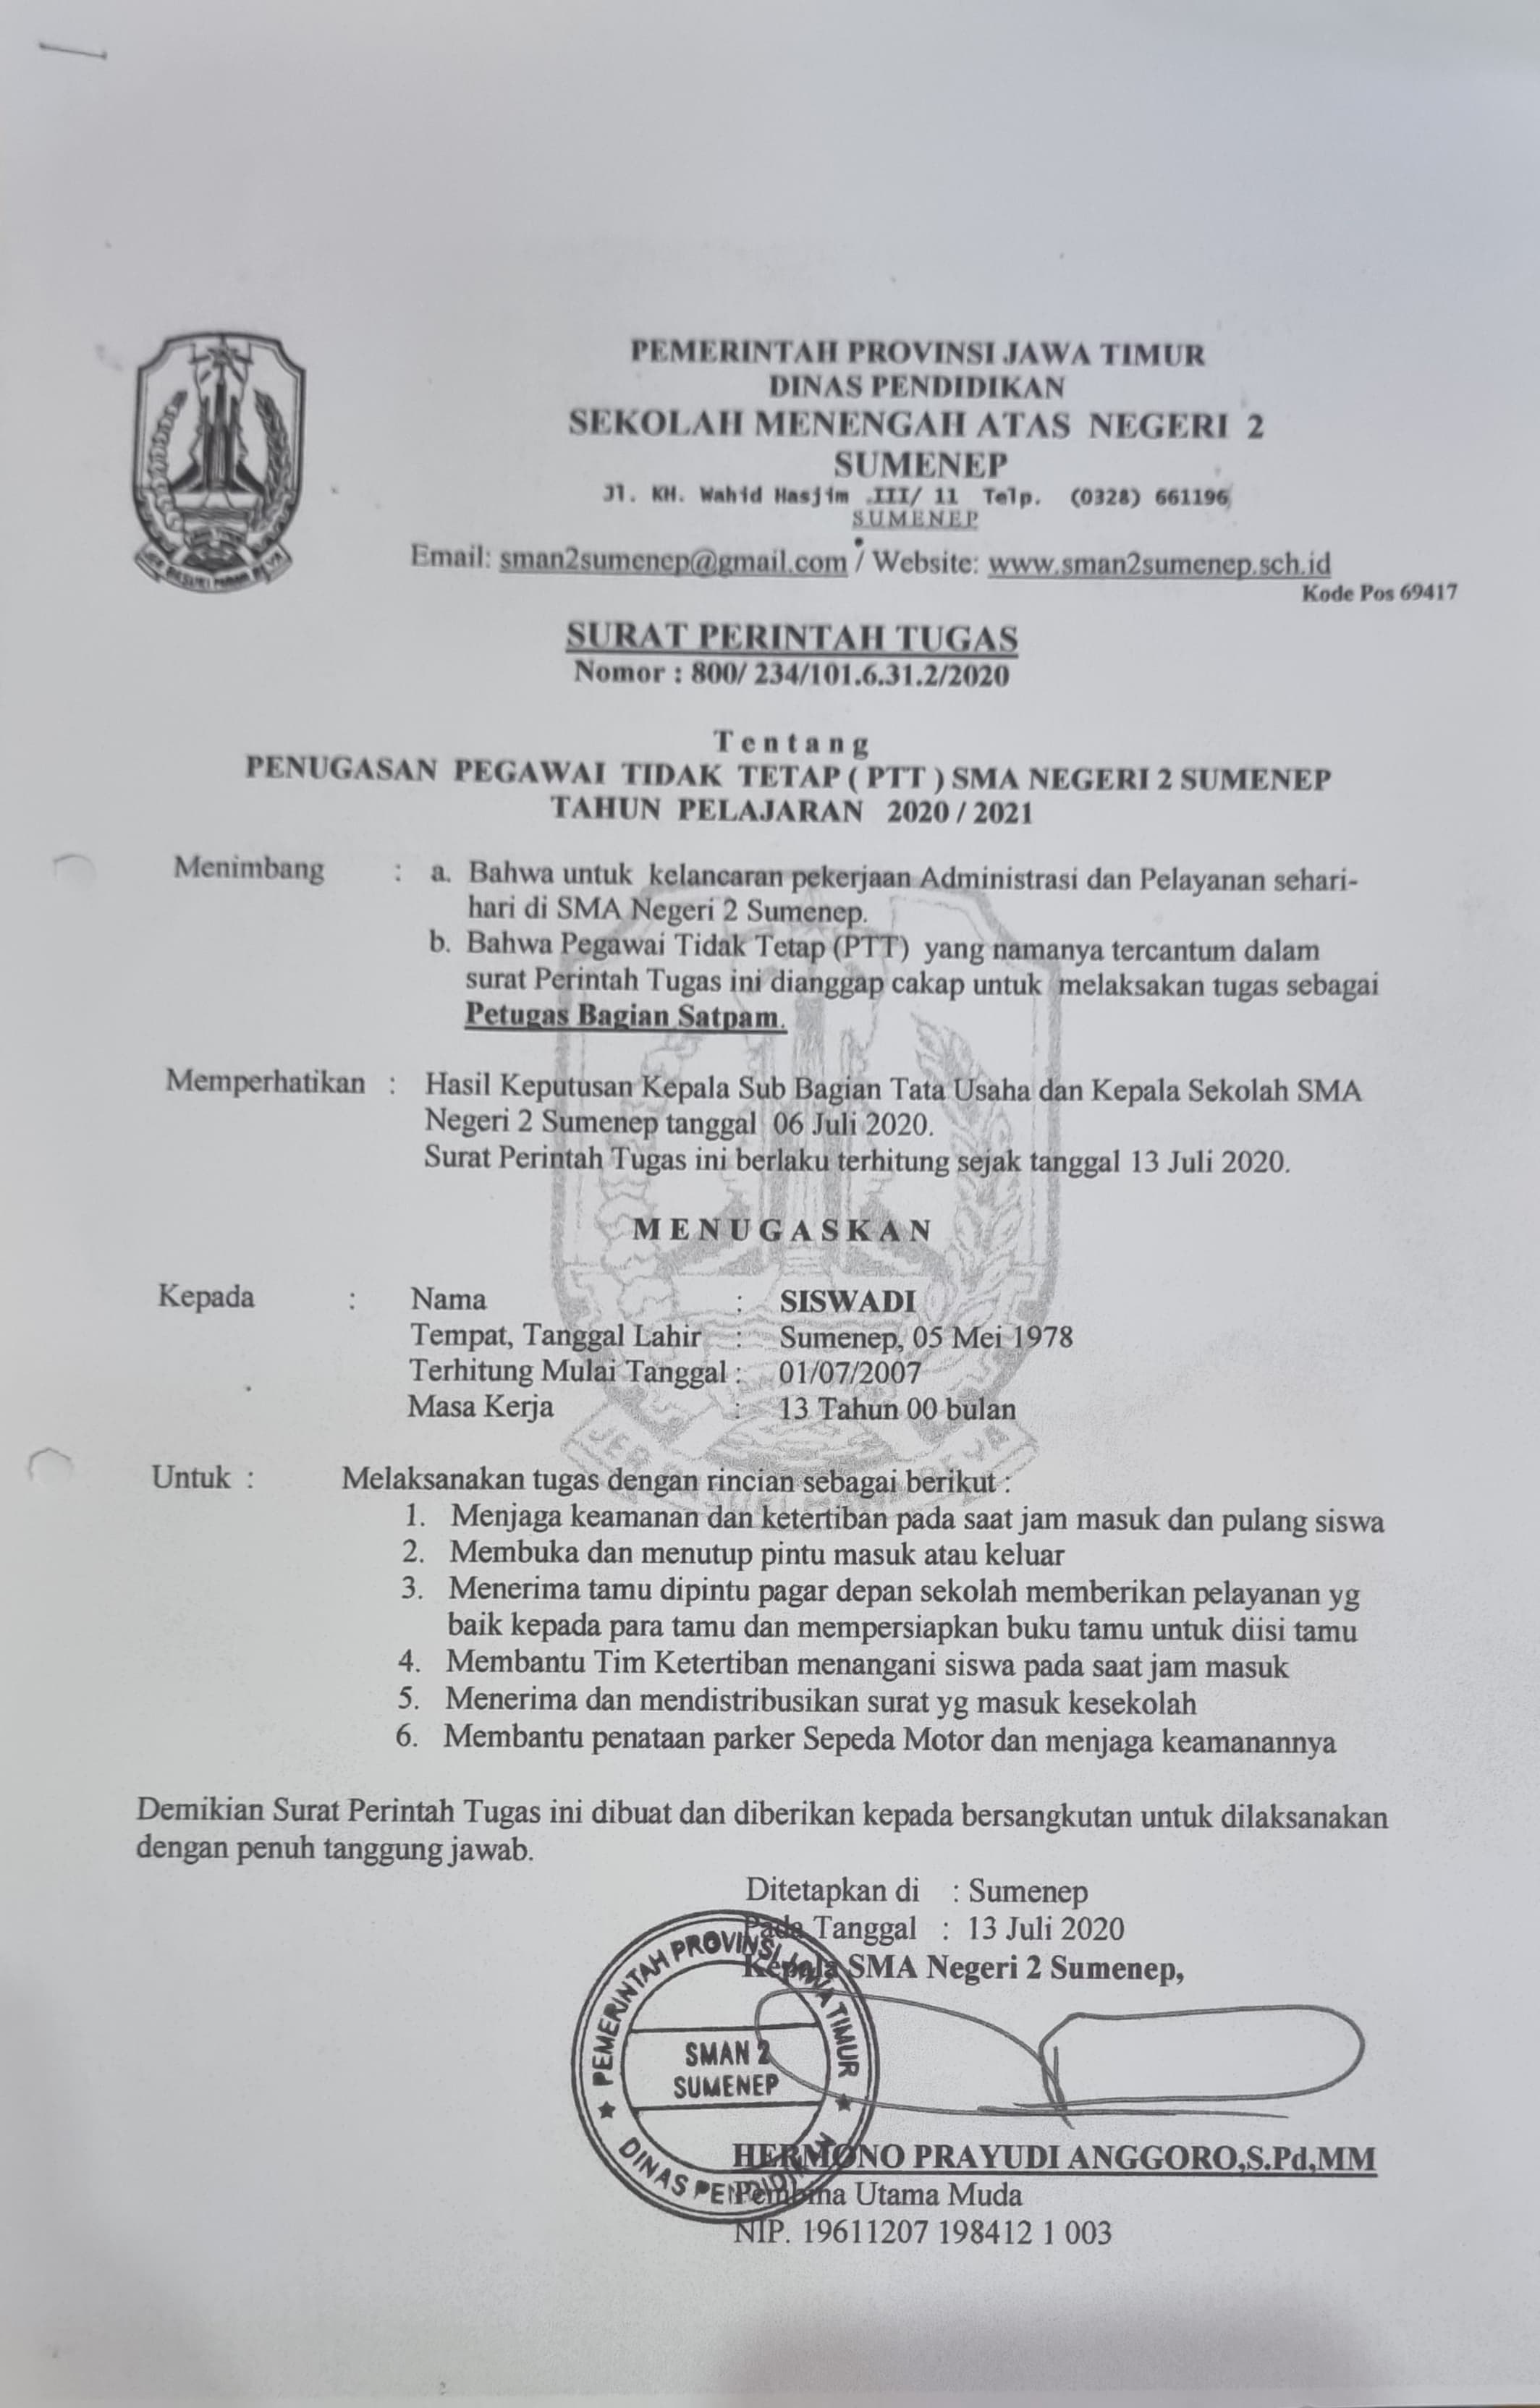 PEMERINTAH PROVINSI JAWA TIMUR
DINAS PENDIDIKAN
SEKOLAH MENENGAH ATAS NEGERI 2
SUMENEP
Jl. KH. Wahid Hasjim III/ 11 Telp. (0328) 661196
SUMENEP
Email: sman2sumenep@gmail.com / Website: www.sman2sumenep.sch.id
Kode Pos 69417
SURAT PERINTAH TUGAS
Nomor : 800/ 234/101.6.31.2/2020
Tentang
PENUGASAN PEGAWAI TIDAK TETAP ( PTT ) SMA NEGERI 2 SUMENEP
TAHUN PELAJARAN 2020 / 2021
Menimbang : a. Bahwa untuk kelancaran pekerjaan Administrasi dan Pelayanan sehari-
hari di SMA Negeri 2 Sumenep.
b. Bahwa Pegawai Tidak Tetap (PTT) yang namanya tercantum dalam
surat Perintah Tugas ini dianggap cakap untuk melaksakan tugas sebagai
Petugas Bagian Satpam.
Memperhatikan : Hasil Keputusan Kepala Sub Bagian Tata Usaha dan Kepala Sekolah SMA
Negeri 2 Sumenep tanggal 06 Juli 2020.
Surat Perintah Tugas ini berlaku terhitung sejak tanggal 13 Juli 2020.
MENUGASKAN
Kepada : Nama : SISWADI
Tempat, Tanggal Lahir : Sumenep, 05 Mei 1978
Terhitung Mulai Tanggal : 01/07/2007
Masa Kerja : 13 Tahun 00 bulan
Untuk : Melaksanakan tugas dengan rincian sebagai berikut :
1. Menjaga keamanan dan ketertiban pada saat jam masuk dan pulang siswa
2. Membuka dan menutup pintu masuk atau keluar
3. Menerima tamu dipintu pagar depan sekolah memberikan pelayanan yg
baik kepada para tamu dan mempersiapkan buku tamu untuk diisi tamu
4. Membantu Tim Ketertiban menangani siswa pada saat jam masuk
5. Menerima dan mendistribusikan surat yg masuk kesekolah
6. Membantu penataan parker Sepeda Motor dan menjaga keamanannya
Demikian Surat Perintah Tugas ini dibuat dan diberikan kepada bersangkutan untuk dilaksanakan
dengan penuh tanggung jawab.
Ditetapkan di : Sumenep
Pada Tanggal : 13 Juli 2020
Kepala SMA Negeri 2 Sumenep,
PEMERINTAH PROVINSI JAWA TIMUR
SMAN 2
SUMENEP
DINAS PENDIDIKAN
HERMONO PRAYUDI ANGGORO,S.Pd,MM
Pembina Utama Muda
NIP. 19611207 198412 1 003